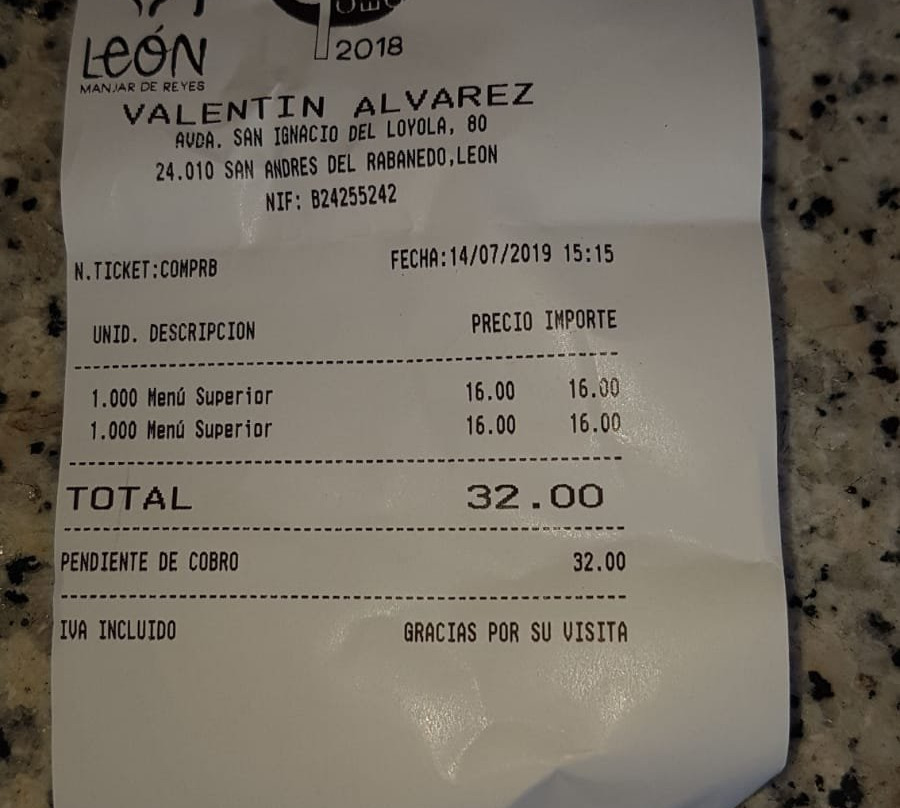 LEÓN
MANJAR DE REYES
2018
VALENTIN ALVAREZ
AVDA. SAN IGNACIO DEL LOYOLA, 80
24.010 SAN ANDRES DEL RABANEDO,LEON
NIF: B24255242
N.TICKET:COMPRB FECHA:14/07/2019 15:15
UNID. DESCRIPCION PRECIO IMPORTE
1.000 Menú Superior 16.00 16.00
1.000 Menú Superior 16.00 16.00
TOTAL 32.00
PENDIENTE DE COBRO 32.00
IVA INCLUIDO GRACIAS POR SU VISITA